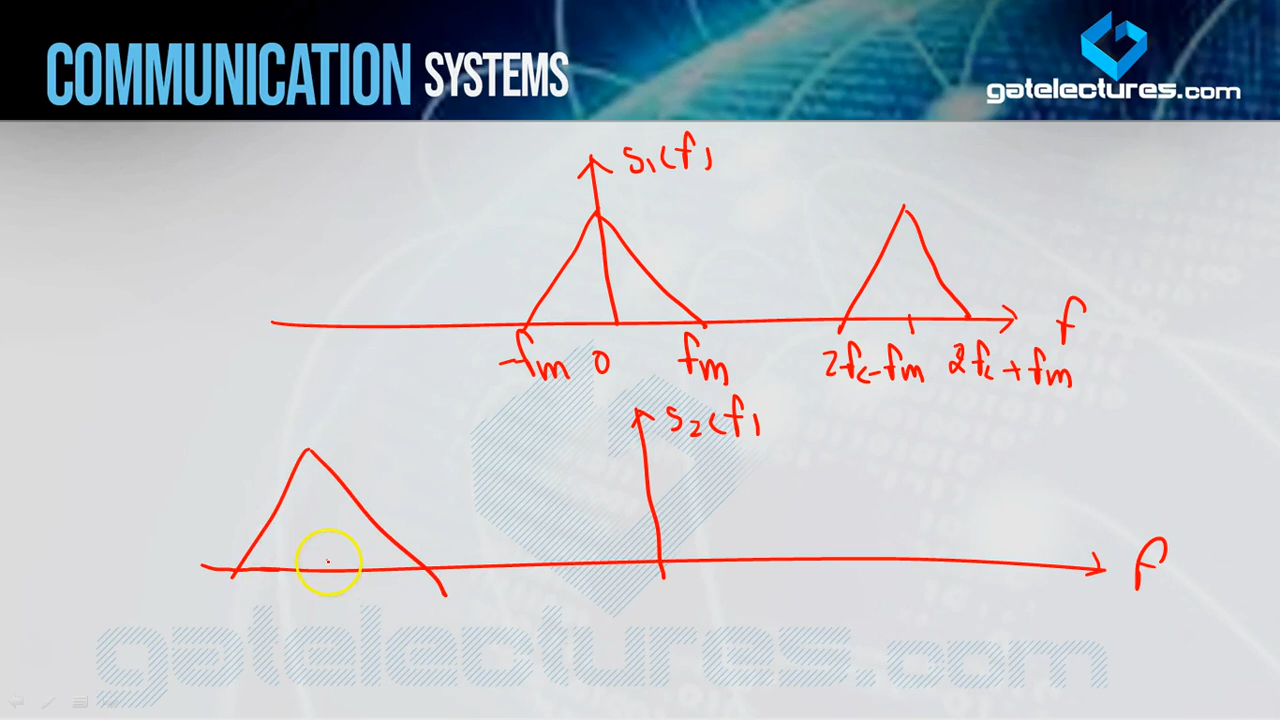 COMMUNICATION SYSTEMS
gatelectures.com
S₁(f)
f
-fm 0 fm 2fc-fm 2fc+fm
S₂(f)
f
gatelectures.com